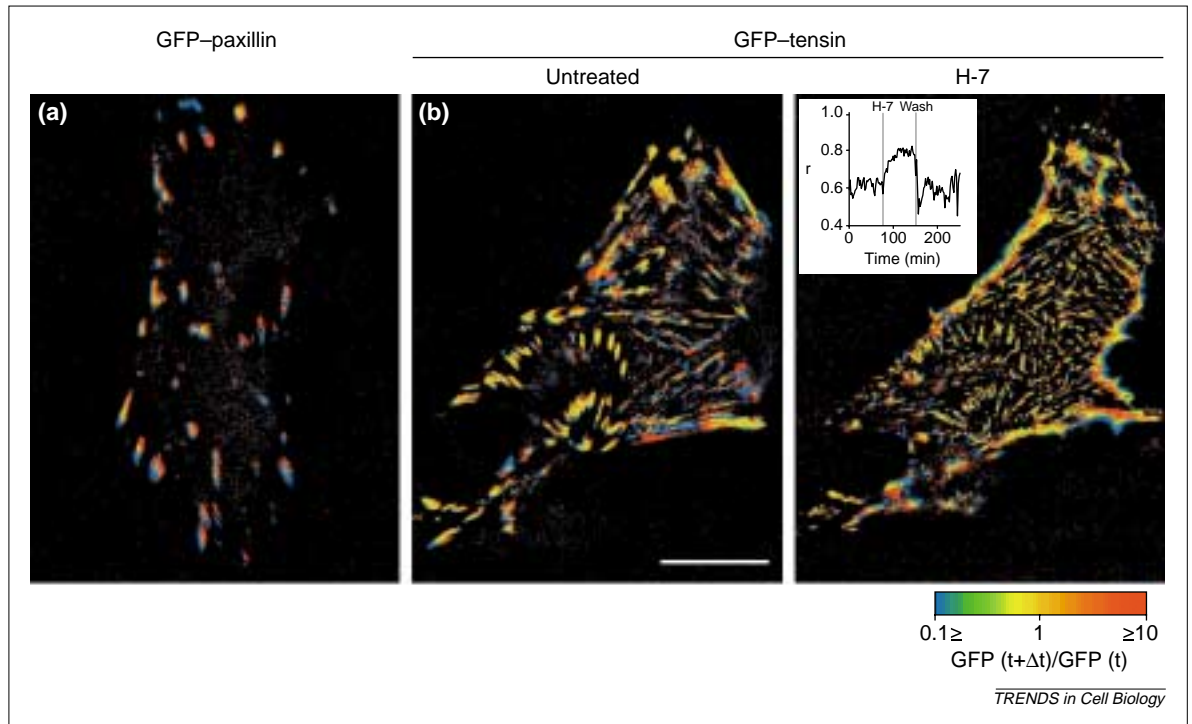 GFP–paxillin
GFP–tensin
Untreated
H-7
(a)
(b)
H-7 Wash
1.0
0.8
r
0.6
0.4
0
100
200
Time (min)
0.1≥
1
≥10
GFP (t+Δt)/GFP (t)
TRENDS in Cell Biology